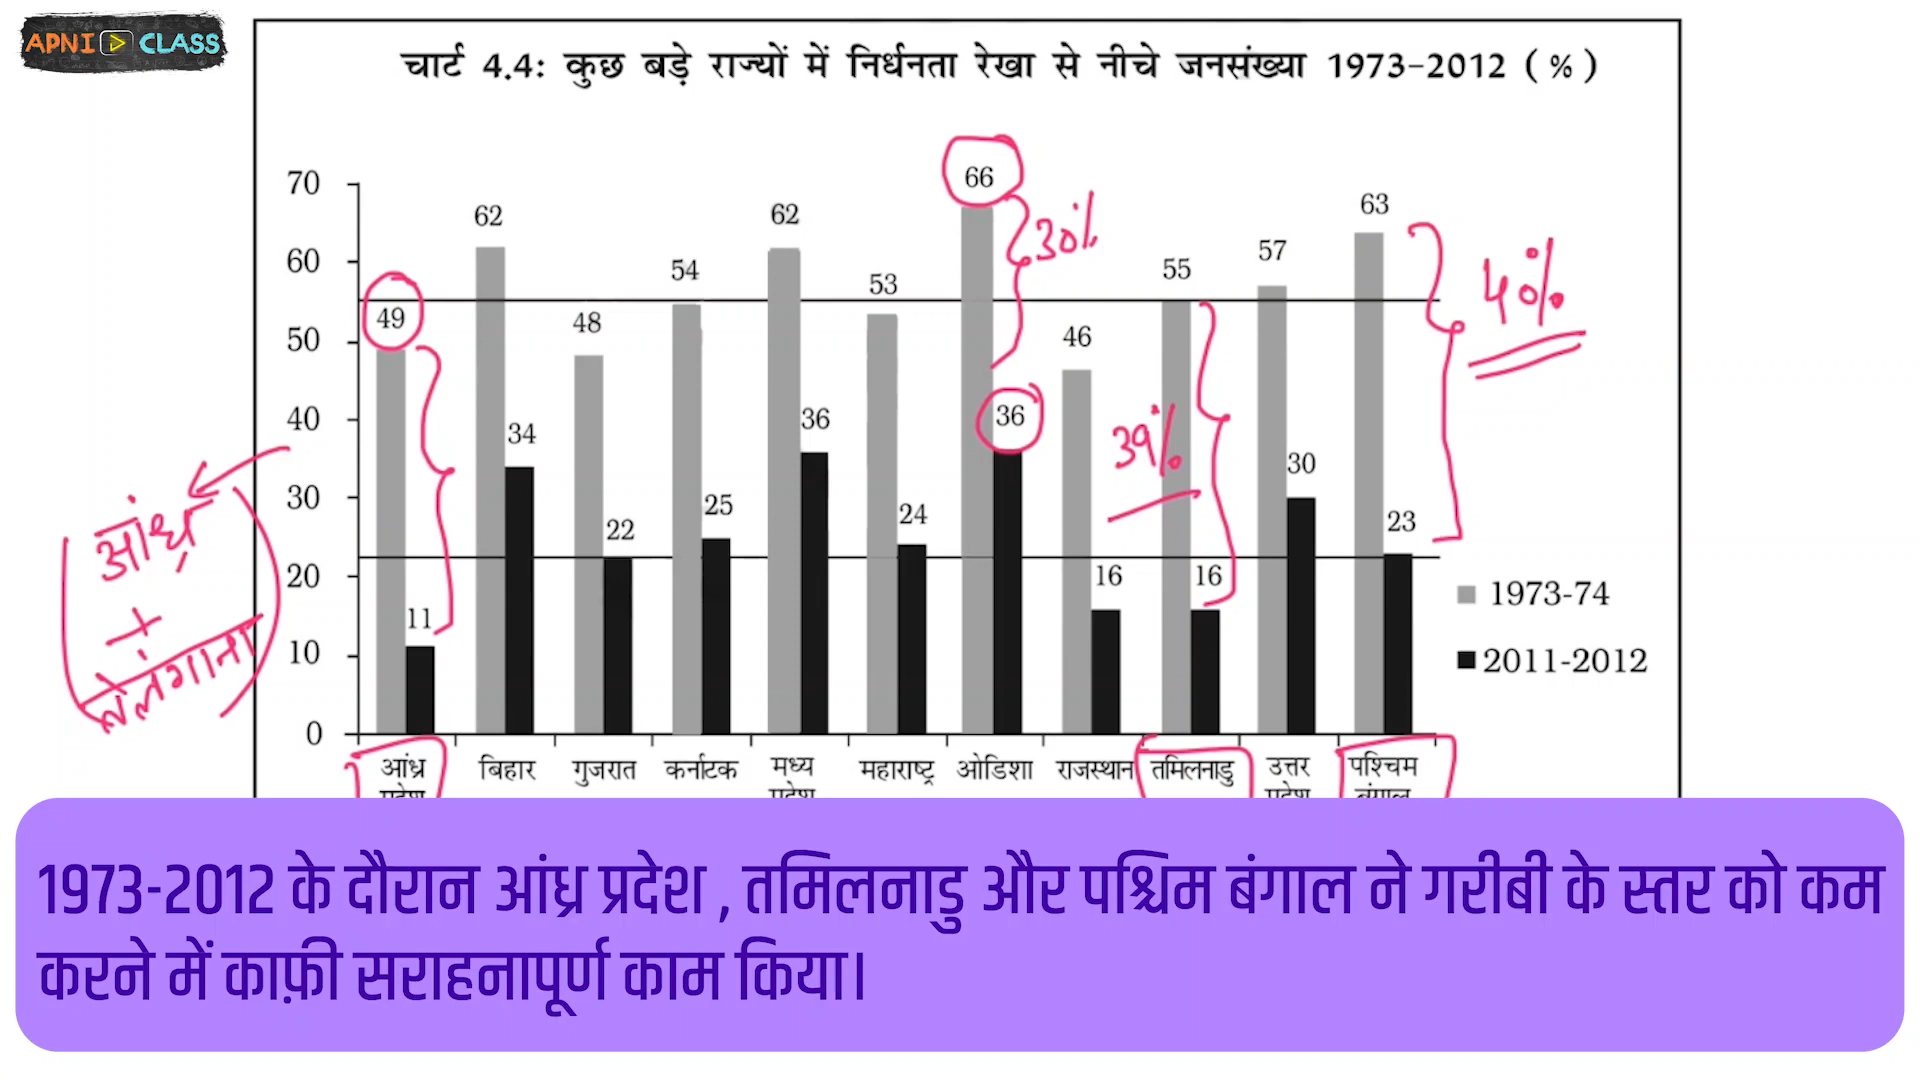 APNI CLASS
चार्ट 4.4: कुछ बड़े राज्यों में निर्धनता रेखा से नीचे जनसंख्या 1973-2012 (%)
70
60
50
40
30
20
10
0
49
11
62
34
48
22
54
25
62
36
53
24
66
36
46
16
55
16
57
30
63
23
30%
39%
40%
आंध्र
+
तेलंगाना
1973-74
2011-2012
आंध्र प्रदेश
बिहार
गुजरात
कर्नाटक
मध्य प्रदेश
महाराष्ट्र
ओडिशा
राजस्थान
तमिलनाडु
उत्तर प्रदेश
पश्चिम बंगाल
1973-2012 के दौरान आंध्र प्रदेश , तमिलनाडु और पश्चिम बंगाल ने गरीबी के स्तर को कम
करने में काफ़ी सराहनापूर्ण काम किया।